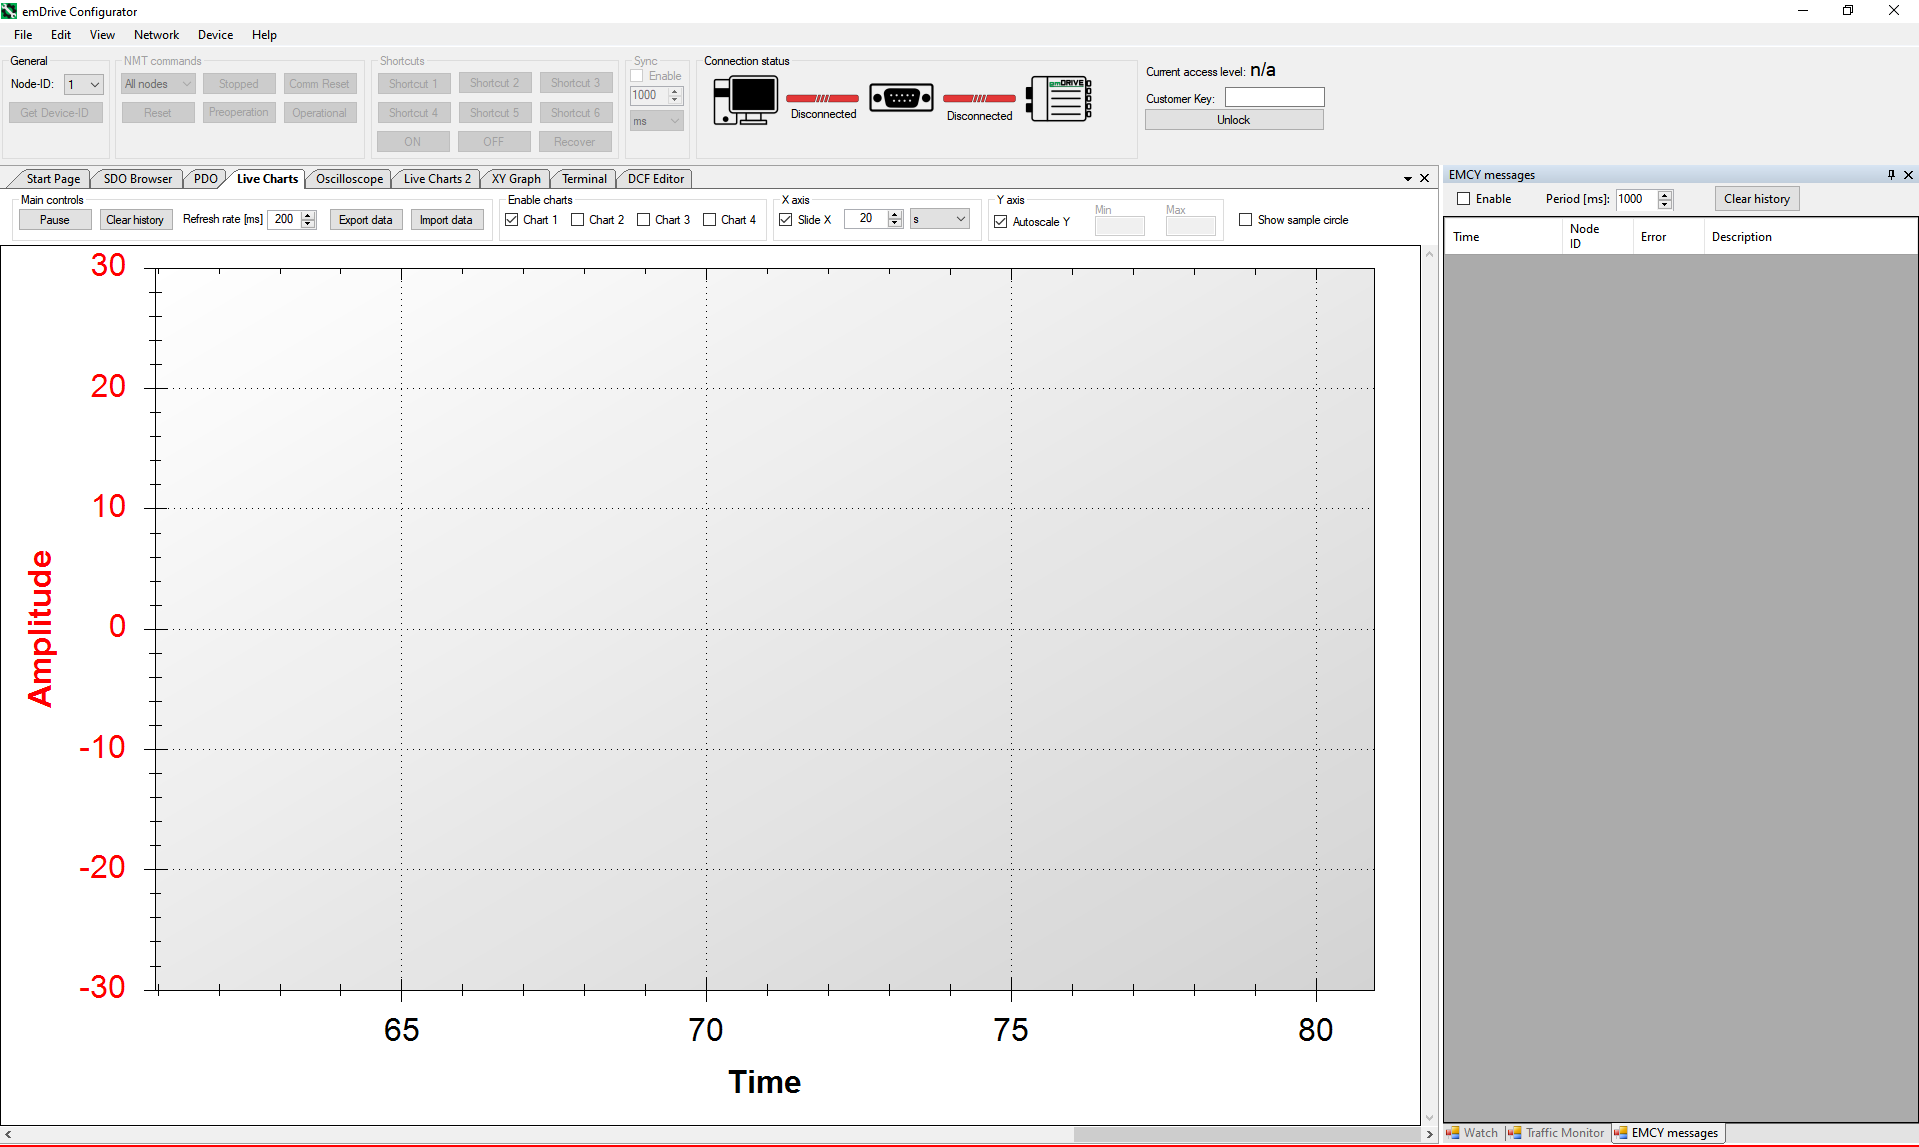 emDrive Configurator
File Edit View Network Device Help
General
Node-ID: 1
Get Device-ID
NMT commands
All nodes Stopped Comm Reset
Reset Preoperation Operational
Shortcuts
Shortcut 1 Shortcut 2 Shortcut 3
Shortcut 4 Shortcut 5 Shortcut 6
ON OFF Recover
Sync
Enable
1000
ms
Connection status
emDRIVE
Disconnected Disconnected
Current access level: n/a
Customer Key:
Unlock
Start Page SDO Browser PDO Live Charts Oscilloscope Live Charts 2 XY Graph Terminal DCF Editor
Main controls
Pause Clear history Refresh rate [ms] 200 Export data Import data
Enable charts
Chart 1 Chart 2 Chart 3 Chart 4
X axis
Slide X 20 s
Y axis
Autoscale Y Min Max
Show sample circle
30
20
10
0
-10
-20
-30
Amplitude
65 70 75 80
Time
EMCY messages
Enable Period [ms]: 1000 Clear history
Time Node ID Error Description
Watch Traffic Monitor EMCY messages